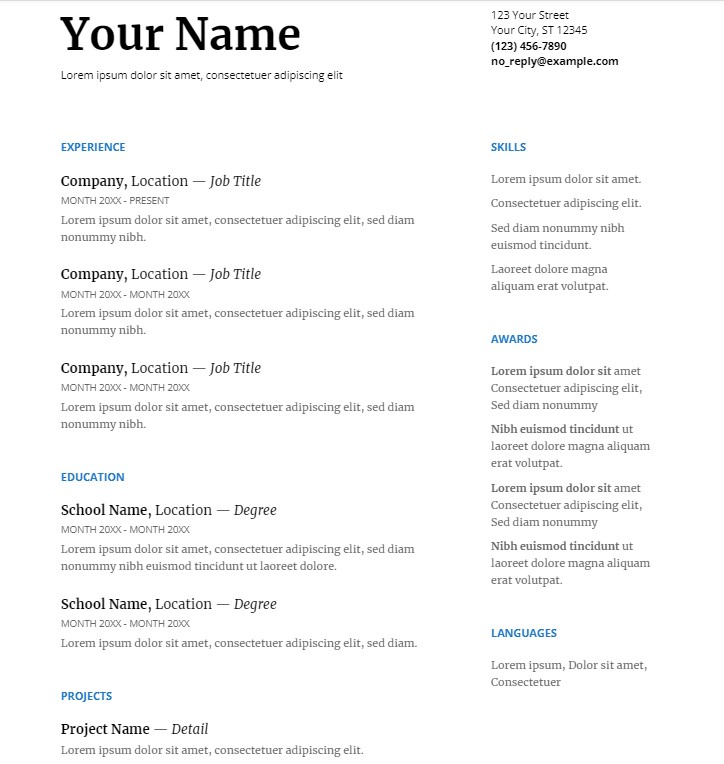 Your Name
Lorem ipsum dolor sit amet, consectetuer adipiscing elit
123 Your Street
Your City, ST 12345
(123) 456-7890
no_reply@example.com
EXPERIENCE
Company, Location — Job Title
MONTH 20XX - PRESENT
Lorem ipsum dolor sit amet, consectetuer adipiscing elit, sed diam
nonummy nibh.
Company, Location — Job Title
MONTH 20XX - MONTH 20XX
Lorem ipsum dolor sit amet, consectetuer adipiscing elit, sed diam
nonummy nibh.
Company, Location — Job Title
MONTH 20XX - MONTH 20XX
Lorem ipsum dolor sit amet, consectetuer adipiscing elit, sed diam
nonummy nibh.
EDUCATION
School Name, Location — Degree
MONTH 20XX - MONTH 20XX
Lorem ipsum dolor sit amet, consectetuer adipiscing elit, sed diam
nonummy nibh euismod tincidunt ut laoreet dolore.
School Name, Location — Degree
MONTH 20XX - MONTH 20XX
Lorem ipsum dolor sit amet, consectetuer adipiscing elit, sed diam.
PROJECTS
Project Name — Detail
Lorem ipsum dolor sit amet, consectetuer adipiscing elit.
SKILLS
Lorem ipsum dolor sit amet.
Consectetuer adipiscing elit.
Sed diam nonummy nibh
euismod tincidunt.
Laoreet dolore magna
aliquam erat volutpat.
AWARDS
Lorem ipsum dolor sit amet
Consectetuer adipiscing elit,
Sed diam nonummy
Nibh euismod tincidunt ut
laoreet dolore magna aliquam
erat volutpat.
Lorem ipsum dolor sit amet
Consectetuer adipiscing elit,
Sed diam nonummy
Nibh euismod tincidunt ut
laoreet dolore magna aliquam
erat volutpat.
LANGUAGES
Lorem ipsum, Dolor sit amet,
Consectetuer